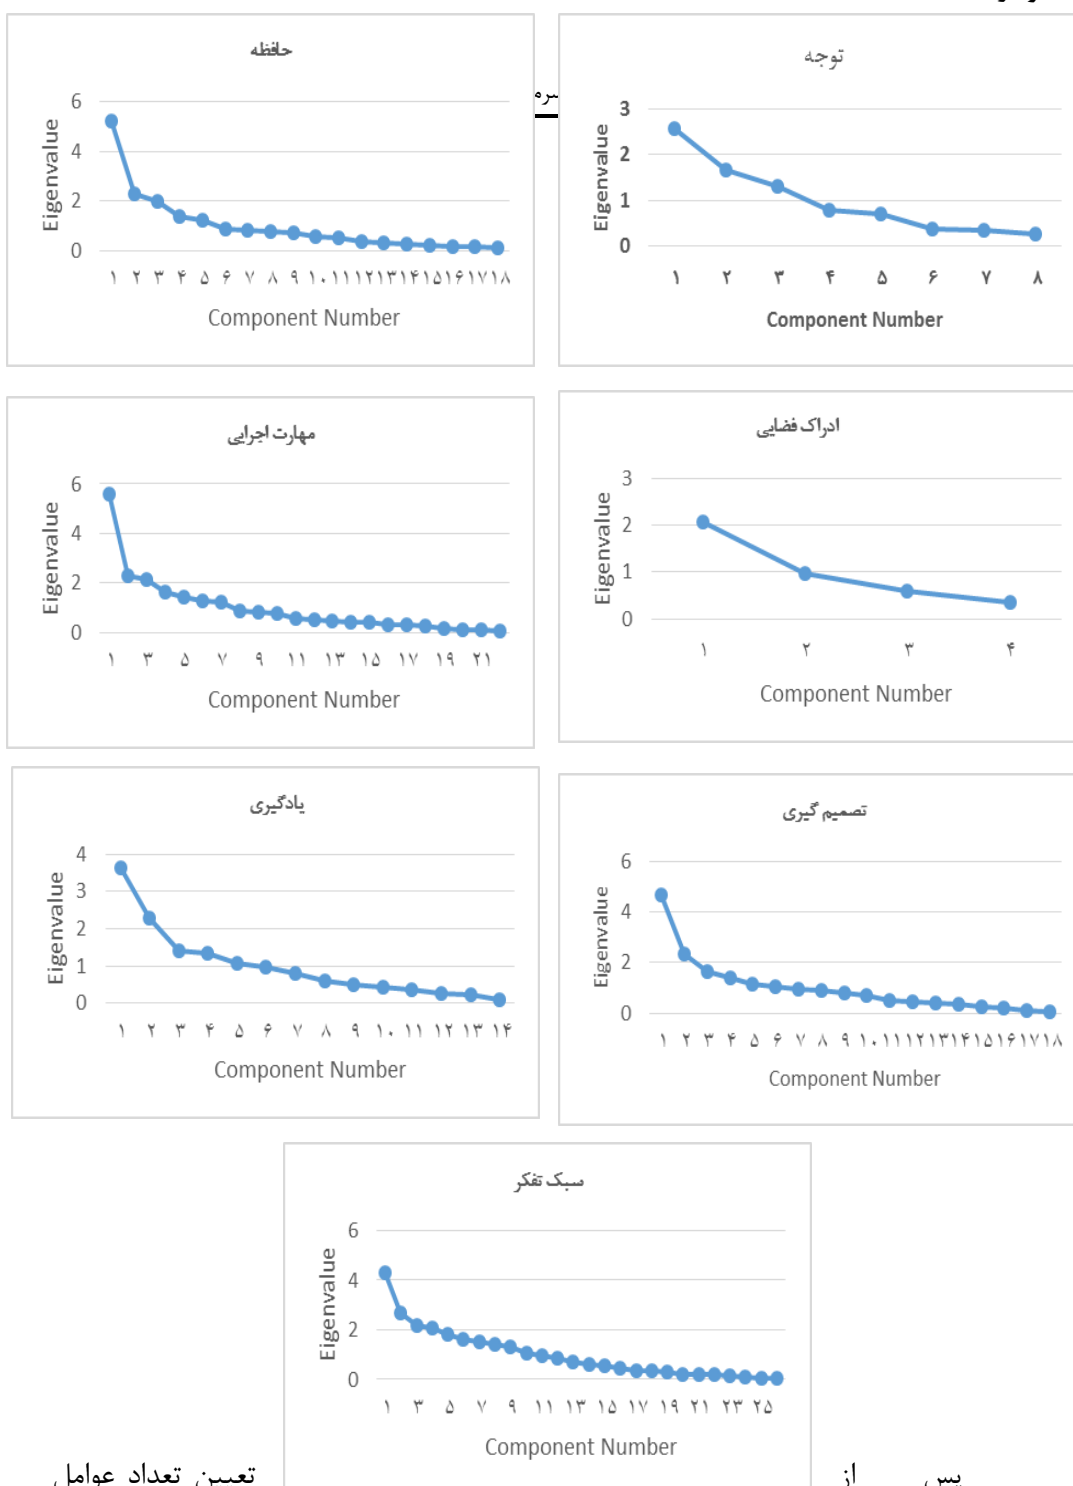 توجه
3
2
1
0
Eigenvalue
۱ ۲ ۳ ۴ ۵ ۶ ۷ ۸
Component Number
حافظه
6
4
2
0
Eigenvalue
۱ ۲ ۳ ۴ ۵ ۶ ۷ ۸ ۹ ۱۰ ۱۱ ۱۲ ۱۳ ۱۴ ۱۵ ۱۶ ۱۷ ۱۸
Component Number
ادراک فضایی
3
2
1
0
Eigenvalue
۱ ۲ ۳ ۴
Component Number
مهارت اجرایی
6
4
2
0
Eigenvalue
۱ ۳ ۵ ۷ ۹ ۱۱ ۱۳ ۱۵ ۱۷ ۱۹ ۲۱
Component Number
تصمیم گیری
6
4
2
0
Eigenvalue
۱ ۲ ۳ ۴ ۵ ۶ ۷ ۸ ۹ ۱۰ ۱۱ ۱۲ ۱۳ ۱۴ ۱۵ ۱۶ ۱۷ ۱۸
Component Number
یادگیری
4
3
2
1
0
Eigenvalue
۱ ۲ ۳ ۴ ۵ ۶ ۷ ۸ ۹ ۱۰ ۱۱ ۱۲ ۱۳ ۱۴
Component Number
سبک تفکر
6
4
2
0
Eigenvalue
۱ ۳ ۵ ۷ ۹ ۱۱ ۱۳ ۱۵ ۱۷ ۱۹ ۲۱ ۲۳ ۲۵
Component Number
پس از تعیین تعداد عوامل